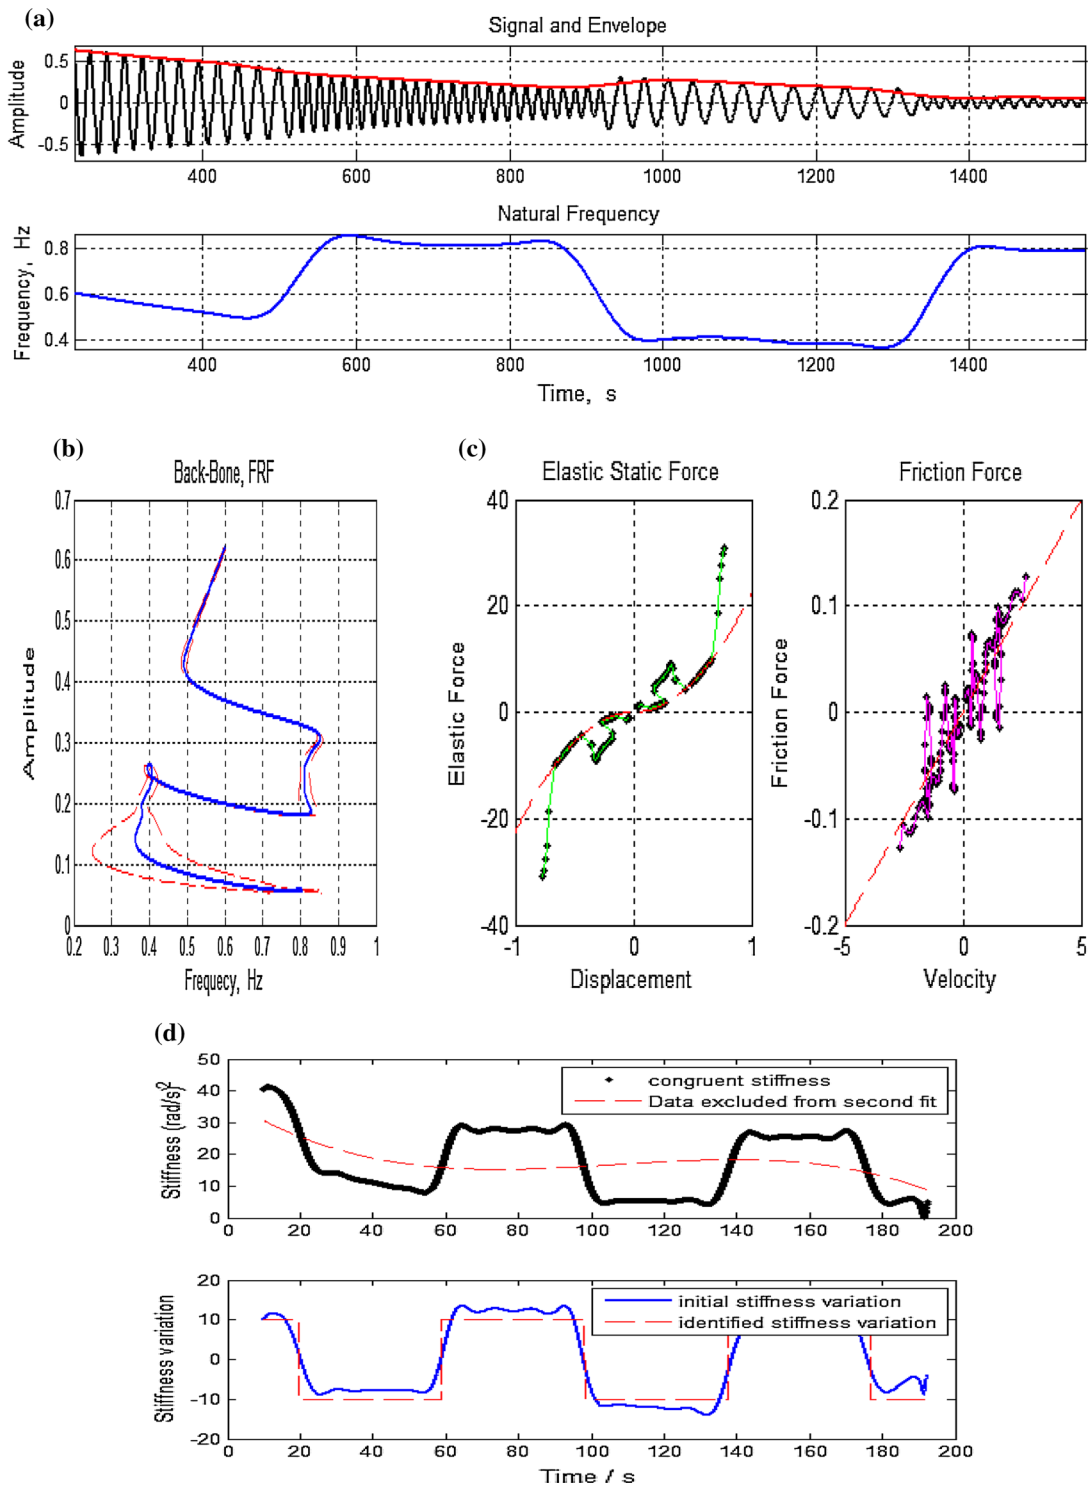 (a)
Signal and Envelope
Amplitude
0.5
0
-0.5
400 600 800 1000 1200 1400
Natural Frequency
Frequency, Hz
0.8
0.6
0.4
400 600 800 1000 1200 1400
Time, s
(b)
Back-Bone, FRF
Amplitude
0.7
0.6
0.5
0.4
0.3
0.2
0.1
0
0.2 0.3 0.4 0.5 0.6 0.7 0.8 0.9 1
Frequecy, Hz
(c)
Elastic Static Force
Elastic Force
40
20
0
-20
-40
-1 0 1
Displacement
Friction Force
Friction Force
0.2
0.1
0
-0.1
-0.2
-5 0 5
Velocity
(d)
Stiffness (rad/s)2
50
40
30
20
10
0
congruent stiffness
Data excluded from second fit
0 20 40 60 80 100 120 140 160 180 200
Stiffness variation
20
10
0
-10
-20
initial stiffness variation
identified stiffness variation
0 20 40 60 80 100 120 140 160 180 200
Time / s